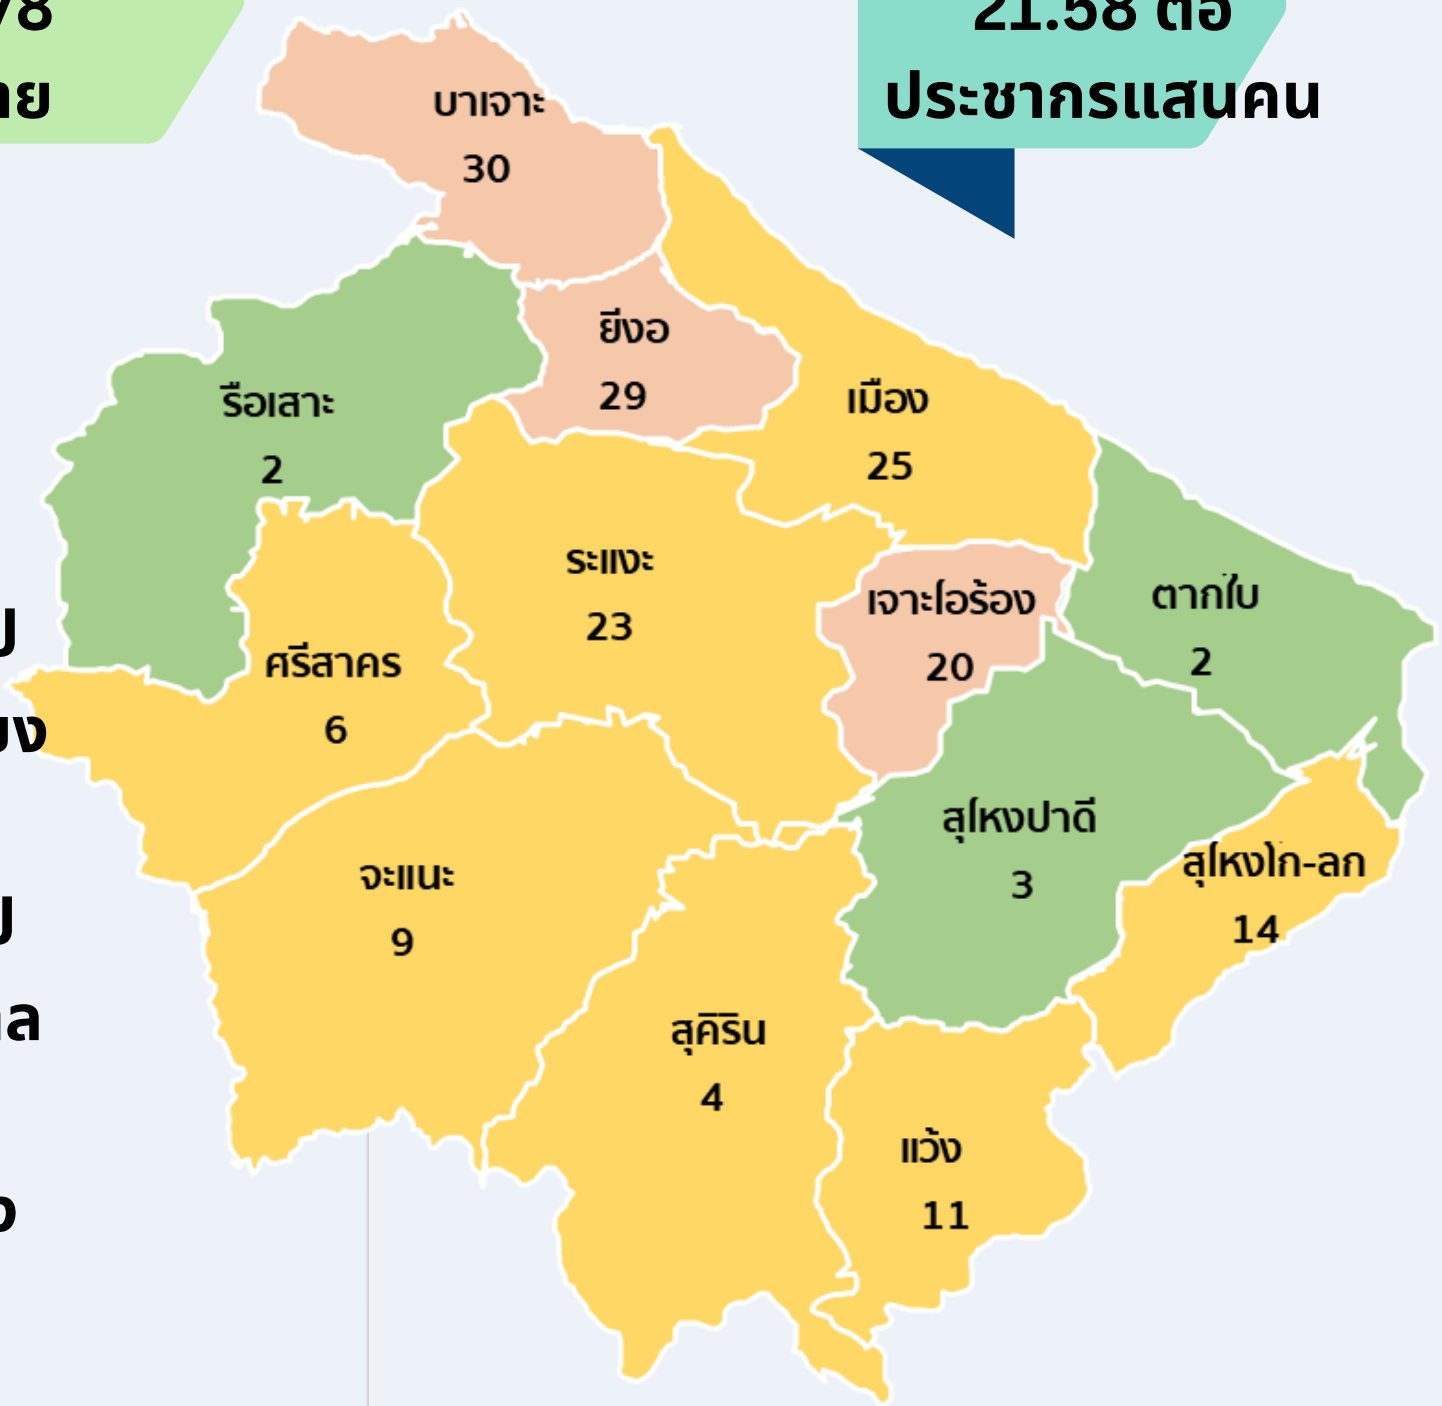 21.58 ต่อ
ประชากรแสนคน
บาเจาะ
30
ยี่งอ
29
รือเสาะ
2
เมือง
25
ระแงะ
23
เจาะไอร้อง
20
ตากใบ
2
ศรีสาคร
6
สุไหงปาดี
3
สุไหงโก-ลก
14
จะแนะ
9
สุคิริน
4
แว้ง
11